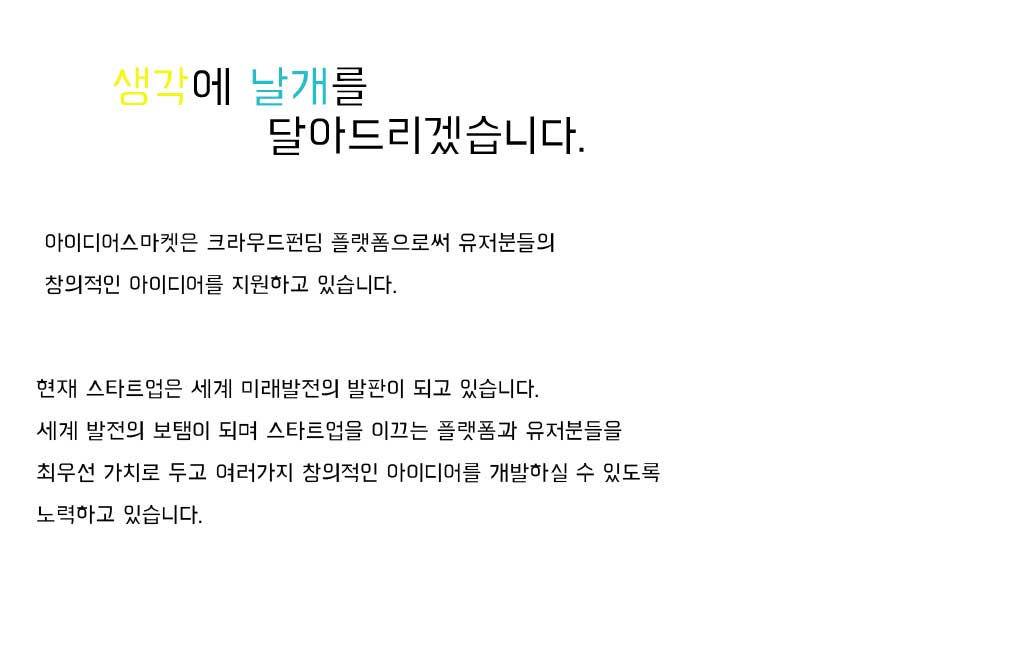 생각에 날개를
달아드리겠습니다.
아이디어스마켓은 크라우드펀딩 플랫폼으로써 유저분들의
창의적인 아이디어를 지원하고 있습니다.
현재 스타트업은 세계 미래발전의 발판이 되고 있습니다.
세계 발전의 보탬이 되며 스타트업을 이끄는 플랫폼과 유저분들을
최우선 가치로 두고 여러가지 창의적인 아이디어를 개발하실 수 있도록
노력하고 있습니다.